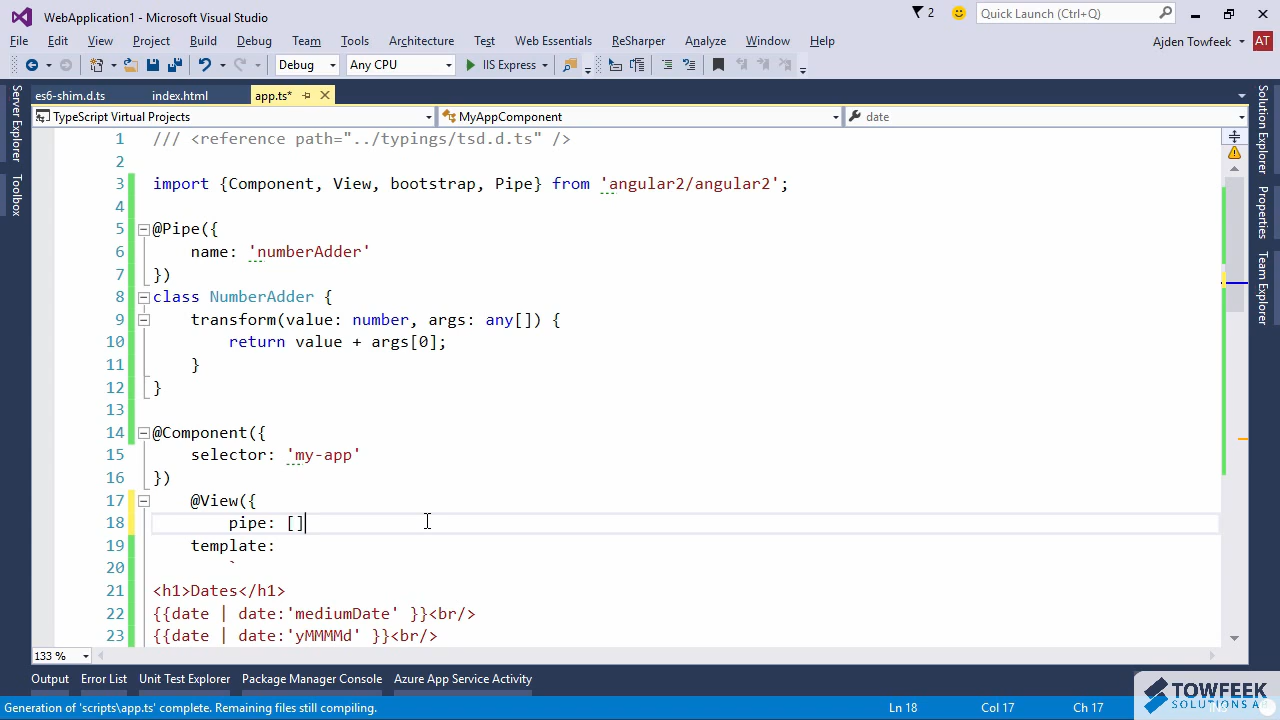 WebApplication1 - Microsoft Visual Studio
2
Quick Launch (Ctrl+Q)
File Edit View Project Build Debug Team Tools Architecture Test Web Essentials ReSharper Analyze Window Help
Ajden Towfeek AT
Debug Any CPU IIS Express
es6-shim.d.ts index.html app.ts*
TypeScript Virtual Projects MyAppComponent date
Server Explorer
Toolbox
Solution Explorer
Properties
Team Explorer
1 /// <reference path="../typings/tsd.d.ts" />
2
3 import {Component, View, bootstrap, Pipe} from 'angular2/angular2';
4
5 @Pipe({
6 name: 'numberAdder'
7 })
8 class NumberAdder {
9 transform(value: number, args: any[]) {
10 return value + args[0];
11 }
12 }
13
14 @Component({
15 selector: 'my-app'
16 })
17 @View({
18 pipe: []
19 template:
20 `
21 <h1>Dates</h1>
22 {{date | date:'mediumDate' }}<br/>
23 {{date | date:'yMMMMd' }}<br/>
133 %
Output Error List Unit Test Explorer Package Manager Console Azure App Service Activity
Generation of 'scripts\app.ts' complete. Remaining files still compiling. Ln 18 Col 17 Ch 17
TOWFEEK
SOLUTIONS AB